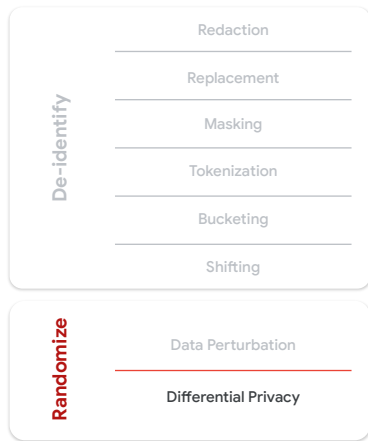 De-identify
Redaction
Replacement
Masking
Tokenization
Bucketing
Shifting
Randomize
Data Perturbation
Differential Privacy